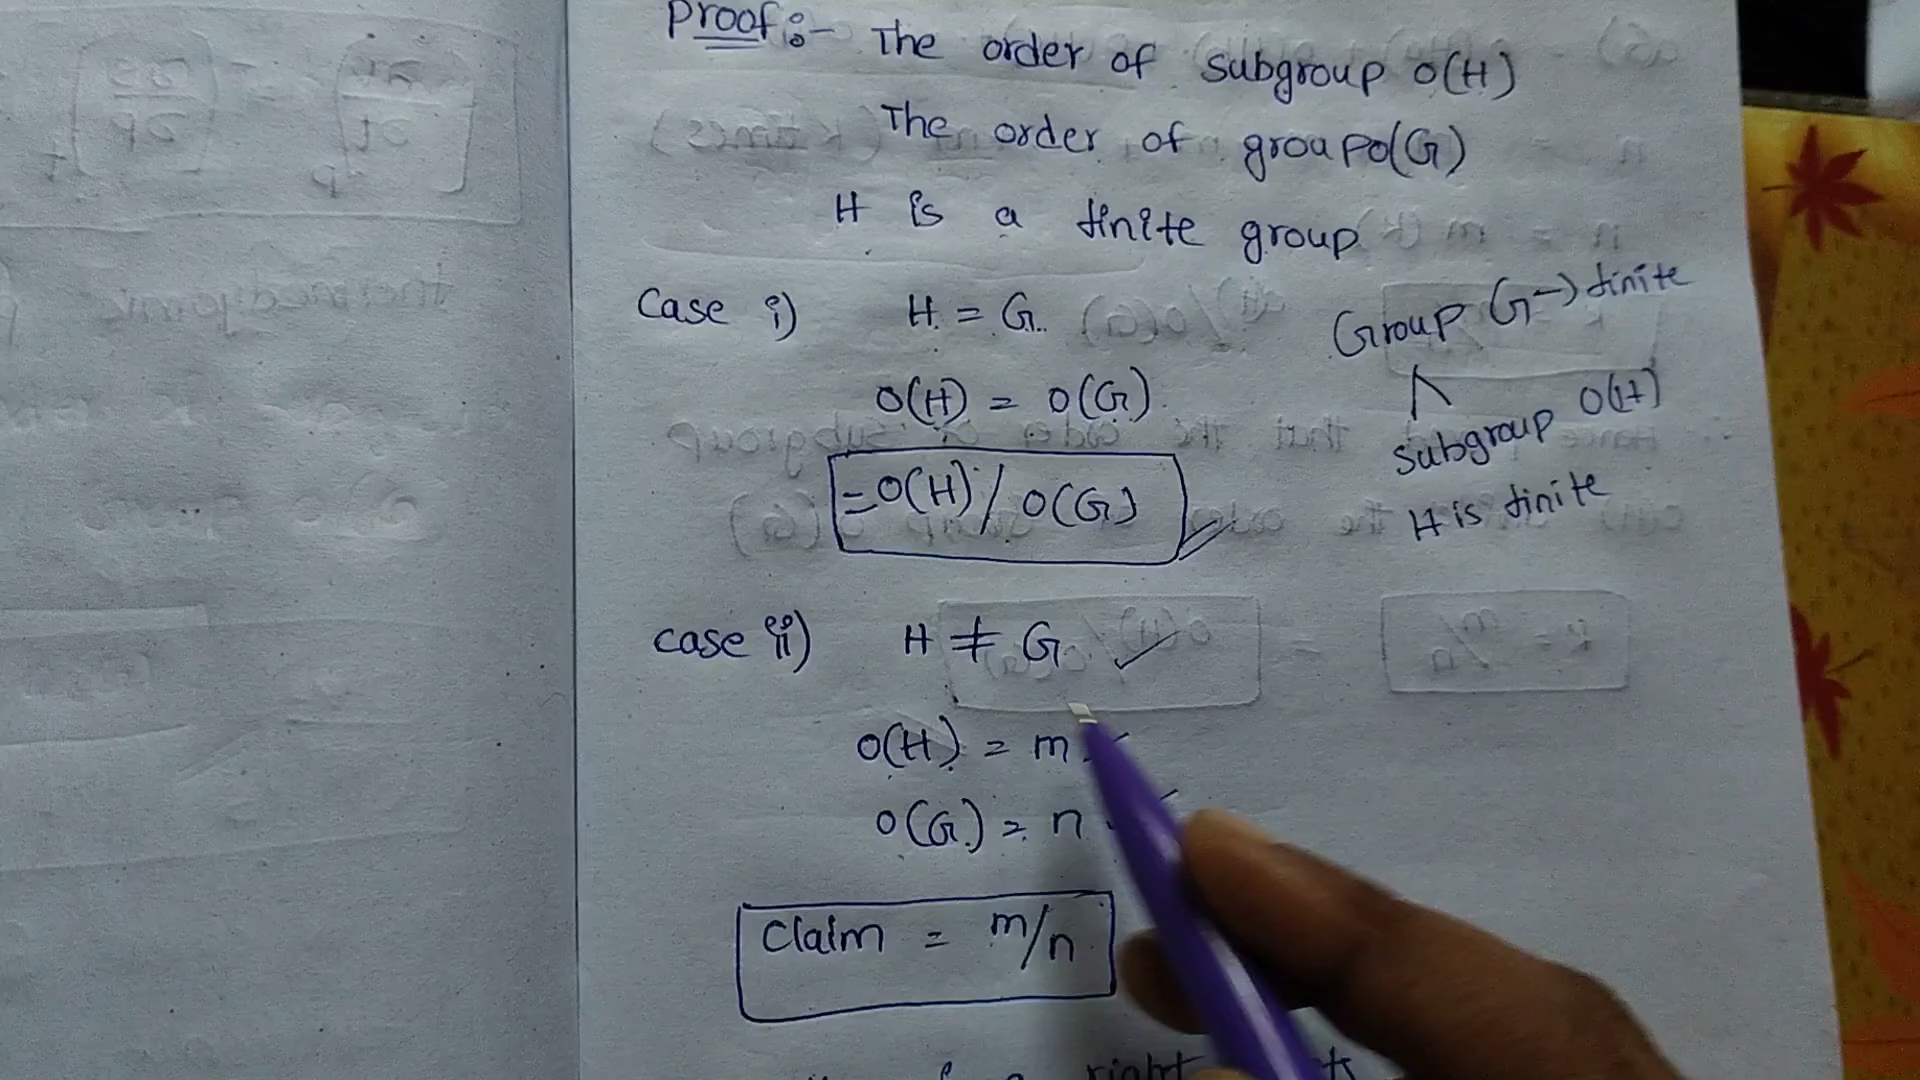 Proof :- The order of subgroup O(H)
The order of group O(G)
H is a finite group
Case i) H = G.
O(H) = O(G).
= O(H) / O(G)
Group G → finite
subgroup O(H)
H is finite
case ii) H ≠ G
O(H) = m
O(G) = n
Claim = m/n
right